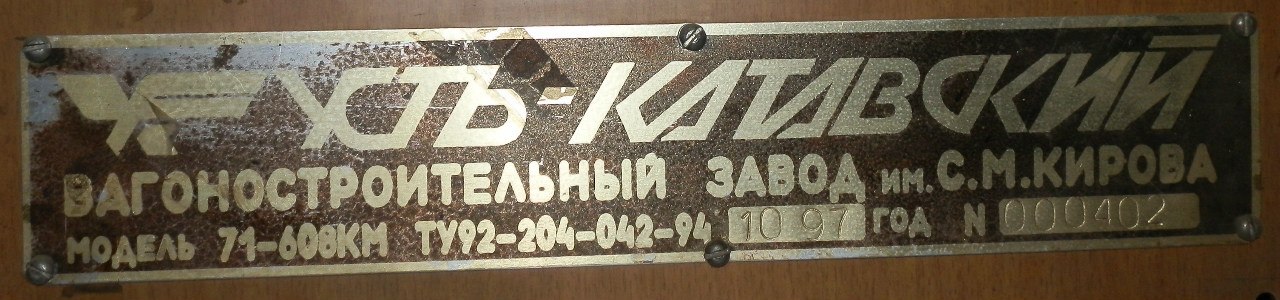 УСТЬ-КАТАВСКИЙ
ВАГОНОСТРОИТЕЛЬНЫЙ ЗАВОД им. С.М.КИРОВА
МОДЕЛЬ 71-608КМ ТУ92-204-042-94 10 97 ГОД N 000402